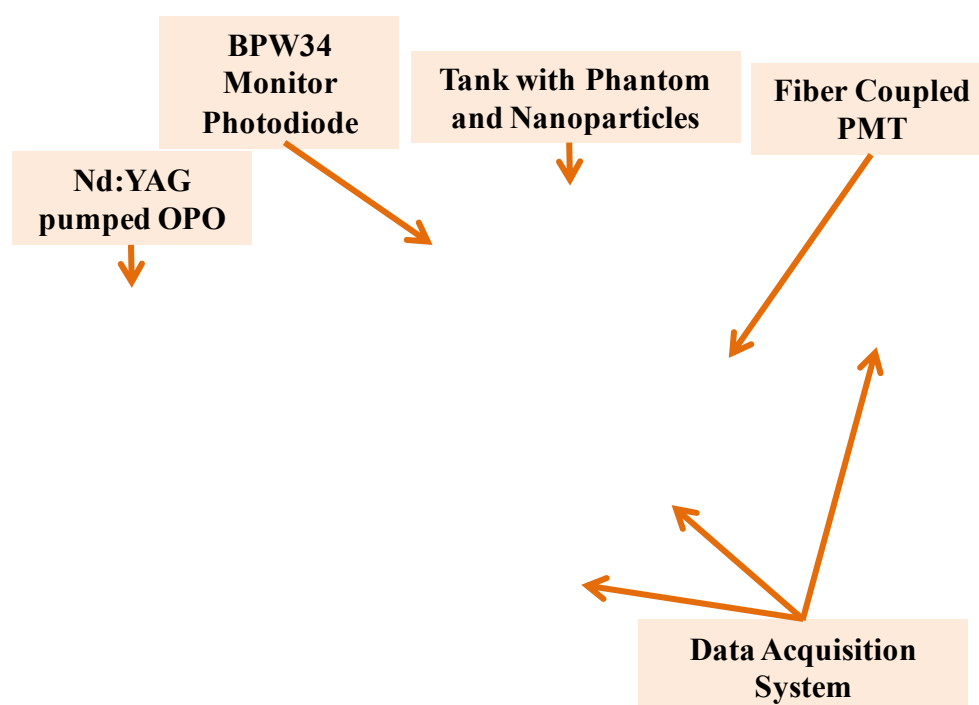 BPW34
Monitor
Photodiode
Tank with Phantom
and Nanoparticles
Fiber Coupled
PMT
Nd:YAG
pumped OPO
Data Acquisition
System